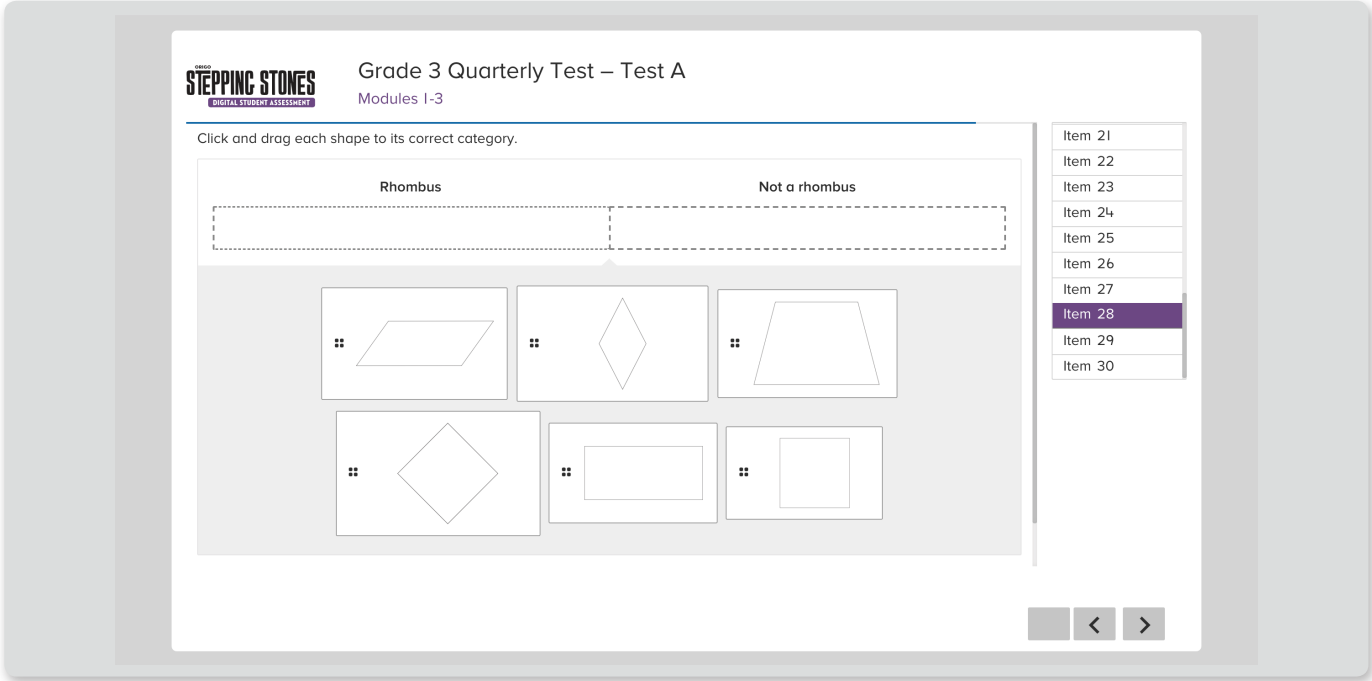 ORIGO
STEPPING STONES
DIGITAL STUDENT ASSESSMENT
Grade 3 Quarterly Test – Test A
Modules 1-3
Click and drag each shape to its correct category.
Rhombus
Not a rhombus
Item 21
Item 22
Item 23
Item 24
Item 25
Item 26
Item 27
Item 28
Item 29
Item 30